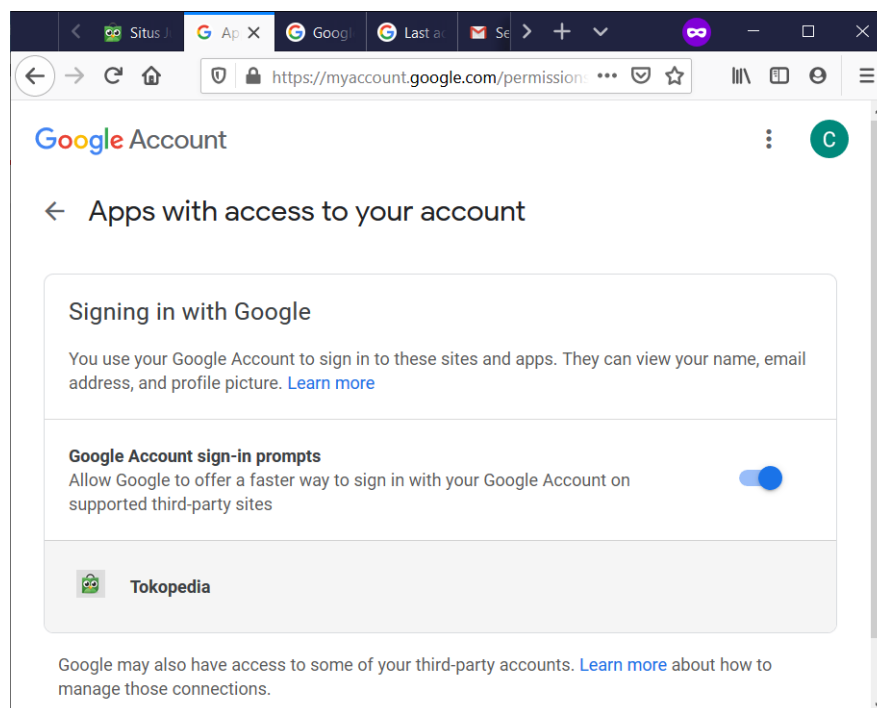 Situs J
Ap
Googl
Last ac
Se
https://myaccount.google.com/permission
Google Account
C
Apps with access to your account
Signing in with Google
You use your Google Account to sign in to these sites and apps. They can view your name, email
address, and profile picture. Learn more
Google Account sign-in prompts
Allow Google to offer a faster way to sign in with your Google Account on
supported third-party sites
Tokopedia
Google may also have access to some of your third-party accounts. Learn more about how to
manage those connections.